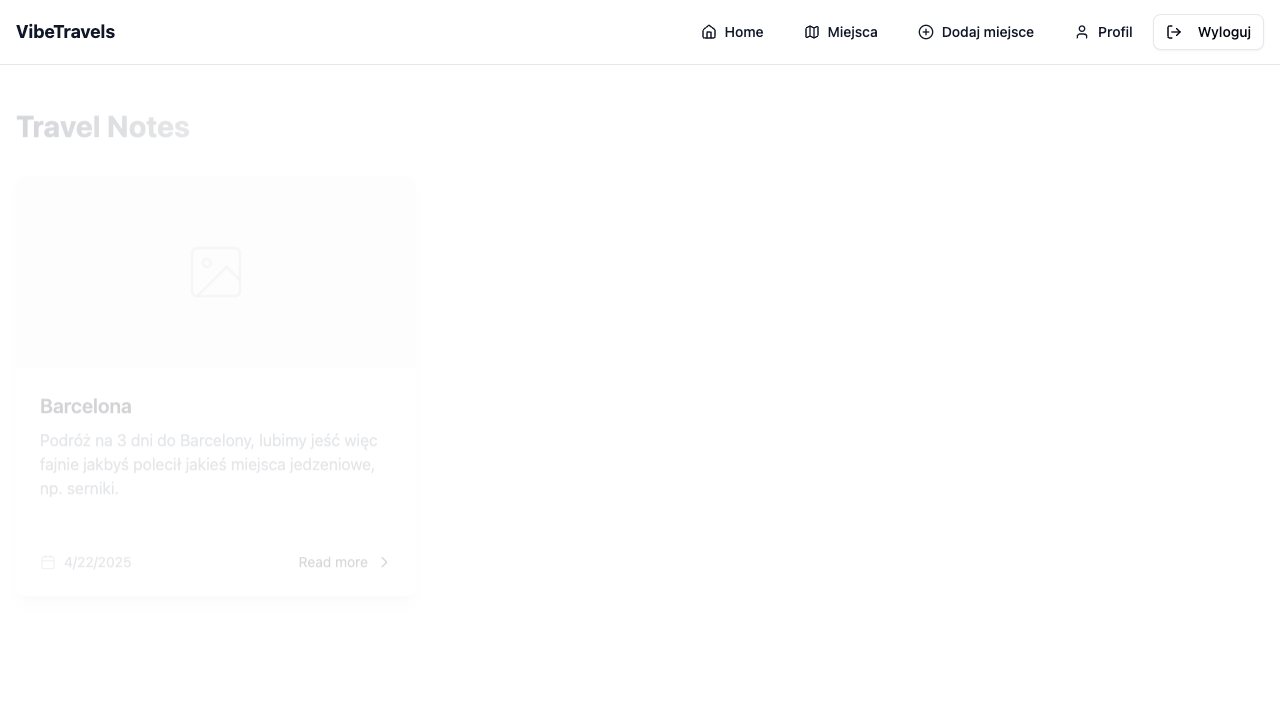 VibeTravels
Home
Miejsca
Dodaj miejsce
Profil
Wyloguj
Travel Notes
Barcelona
Podróż na 3 dni do Barcelony, lubimy jeść więc
fajnie jakbyś polecił jakieś miejsca jedzeniowe,
np. serniki.
4/22/2025
Read more